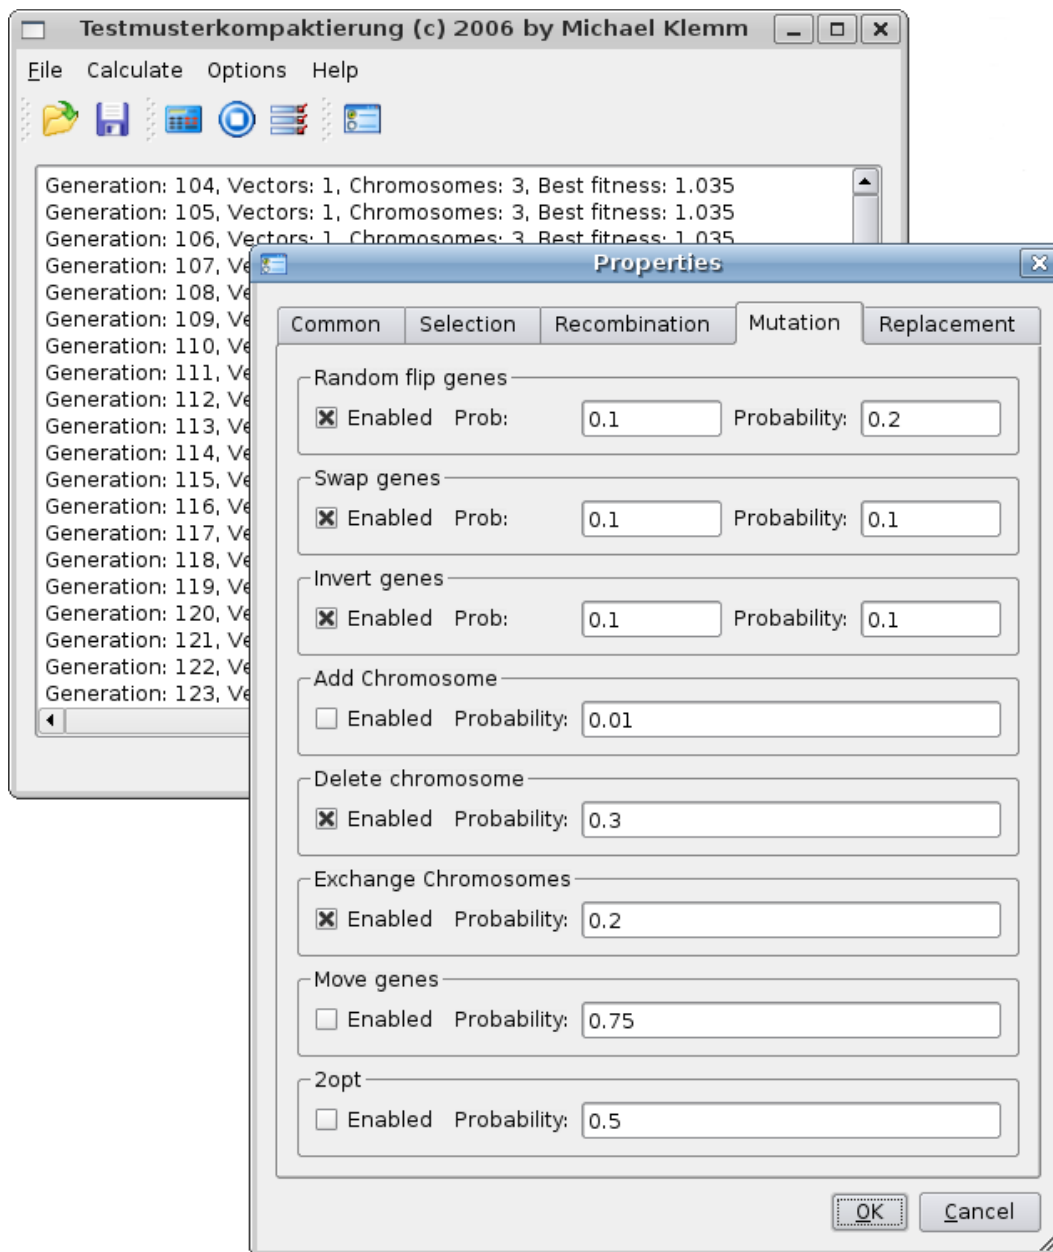 Testmusterkompaktierung (c) 2006 by Michael Klemm
File Calculate Options Help
Generation: 104, Vectors: 1, Chromosomes: 3, Best fitness: 1.035
Generation: 105, Vectors: 1, Chromosomes: 3, Best fitness: 1.035
Generation: 106, Vectors: 1, Chromosomes: 3, Best fitness: 1.035
Generation: 107, Ve
Generation: 108, Ve
Generation: 109, Ve
Generation: 110, Ve
Generation: 111, Ve
Generation: 112, Ve
Generation: 113, Ve
Generation: 114, Ve
Generation: 115, Ve
Generation: 116, Ve
Generation: 117, Ve
Generation: 118, Ve
Generation: 119, Ve
Generation: 120, Ve
Generation: 121, Ve
Generation: 122, Ve
Generation: 123, Ve
Properties
Common Selection Recombination Mutation Replacement
Random flip genes
Enabled Prob: 0.1 Probability: 0.2
Swap genes
Enabled Prob: 0.1 Probability: 0.1
Invert genes
Enabled Prob: 0.1 Probability: 0.1
Add Chromosome
Enabled Probability: 0.01
Delete chromosome
Enabled Probability: 0.3
Exchange Chromosomes
Enabled Probability: 0.2
Move genes
Enabled Probability: 0.75
2opt
Enabled Probability: 0.5
OK Cancel